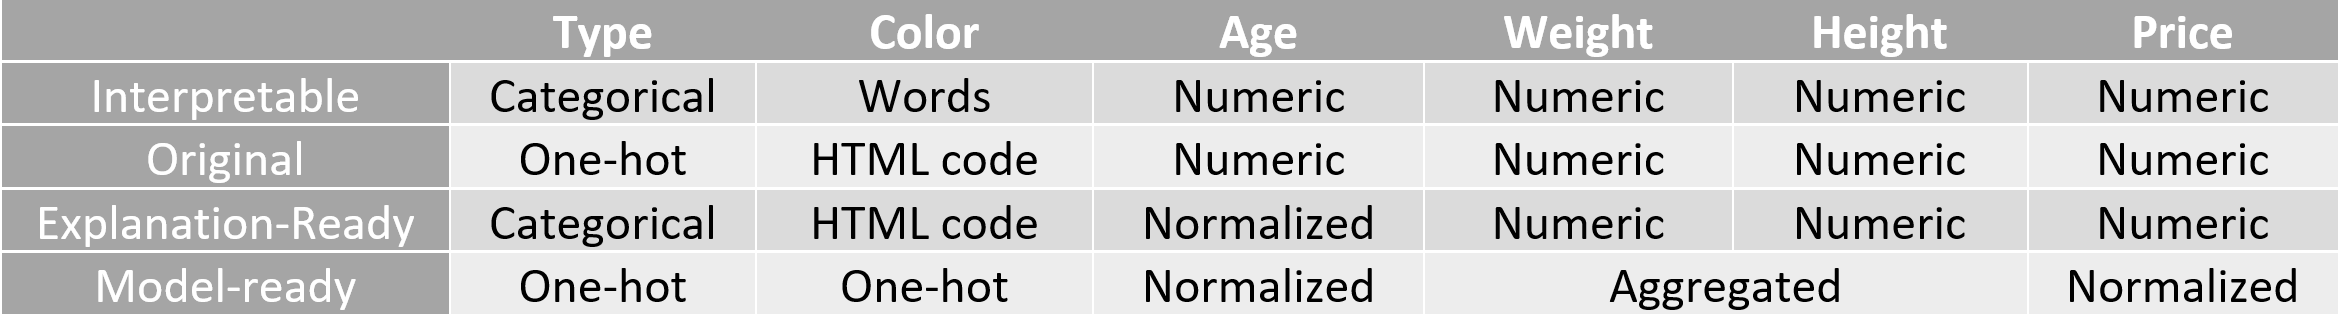 Type Color Age Weight Height Price
Interpretable Categorical Words Numeric Numeric Numeric Numeric
Original One-hot HTML code Numeric Numeric Numeric Numeric
Explanation-Ready Categorical HTML code Normalized Numeric Numeric Numeric
Model-ready One-hot One-hot Normalized Aggregated Normalized